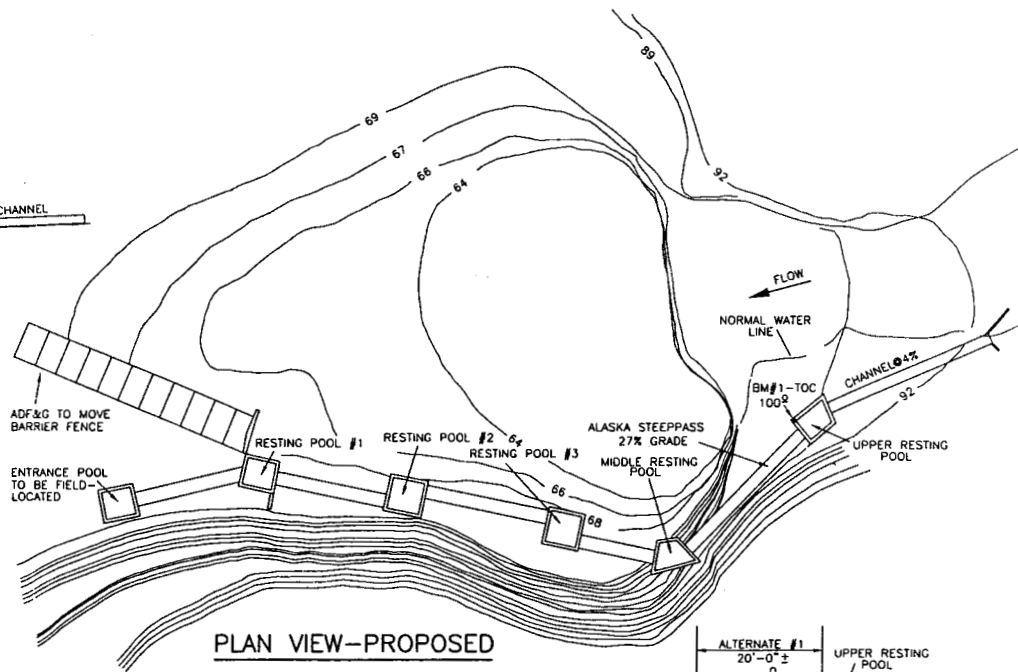 89
69
67
66
64
92
CHANNEL
FLOW
NORMAL WATER
LINE
CHANNEL@4%
BM#1-TOC
100º
92
ADF&G TO MOVE
BARRIER FENCE
ALASKA STEEPPASS
27% GRADE
RESTING POOL #1
RESTING POOL #2
RESTING POOL #3
64
MIDDLE RESTING
POOL
UPPER RESTING
POOL
ENTRANCE POOL
TO BE FIELD-
LOCATED
66
68
PLAN VIEW-PROPOSED
ALTERNATE #1
20'-0" ±
UPPER RESTING
POOL